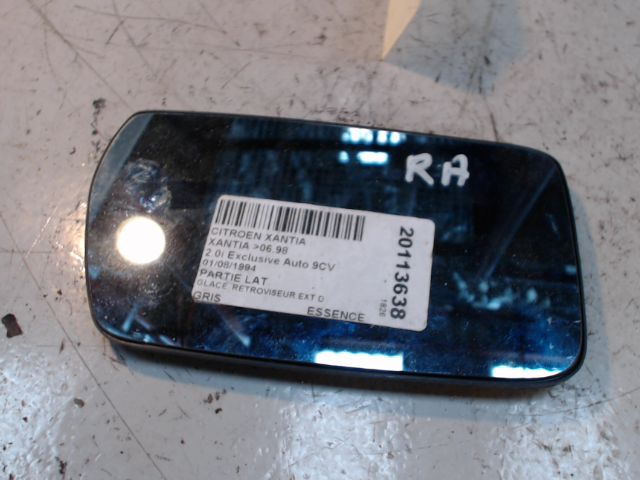 RA
CITROEN XANTIA
XANTIA >06.98
2.0i Exclusive Auto 9CV
01/08/1994
PARTIE LAT
GLACE RETROVISEUR EXT D
GRIS ESSENCE
20113638
1826